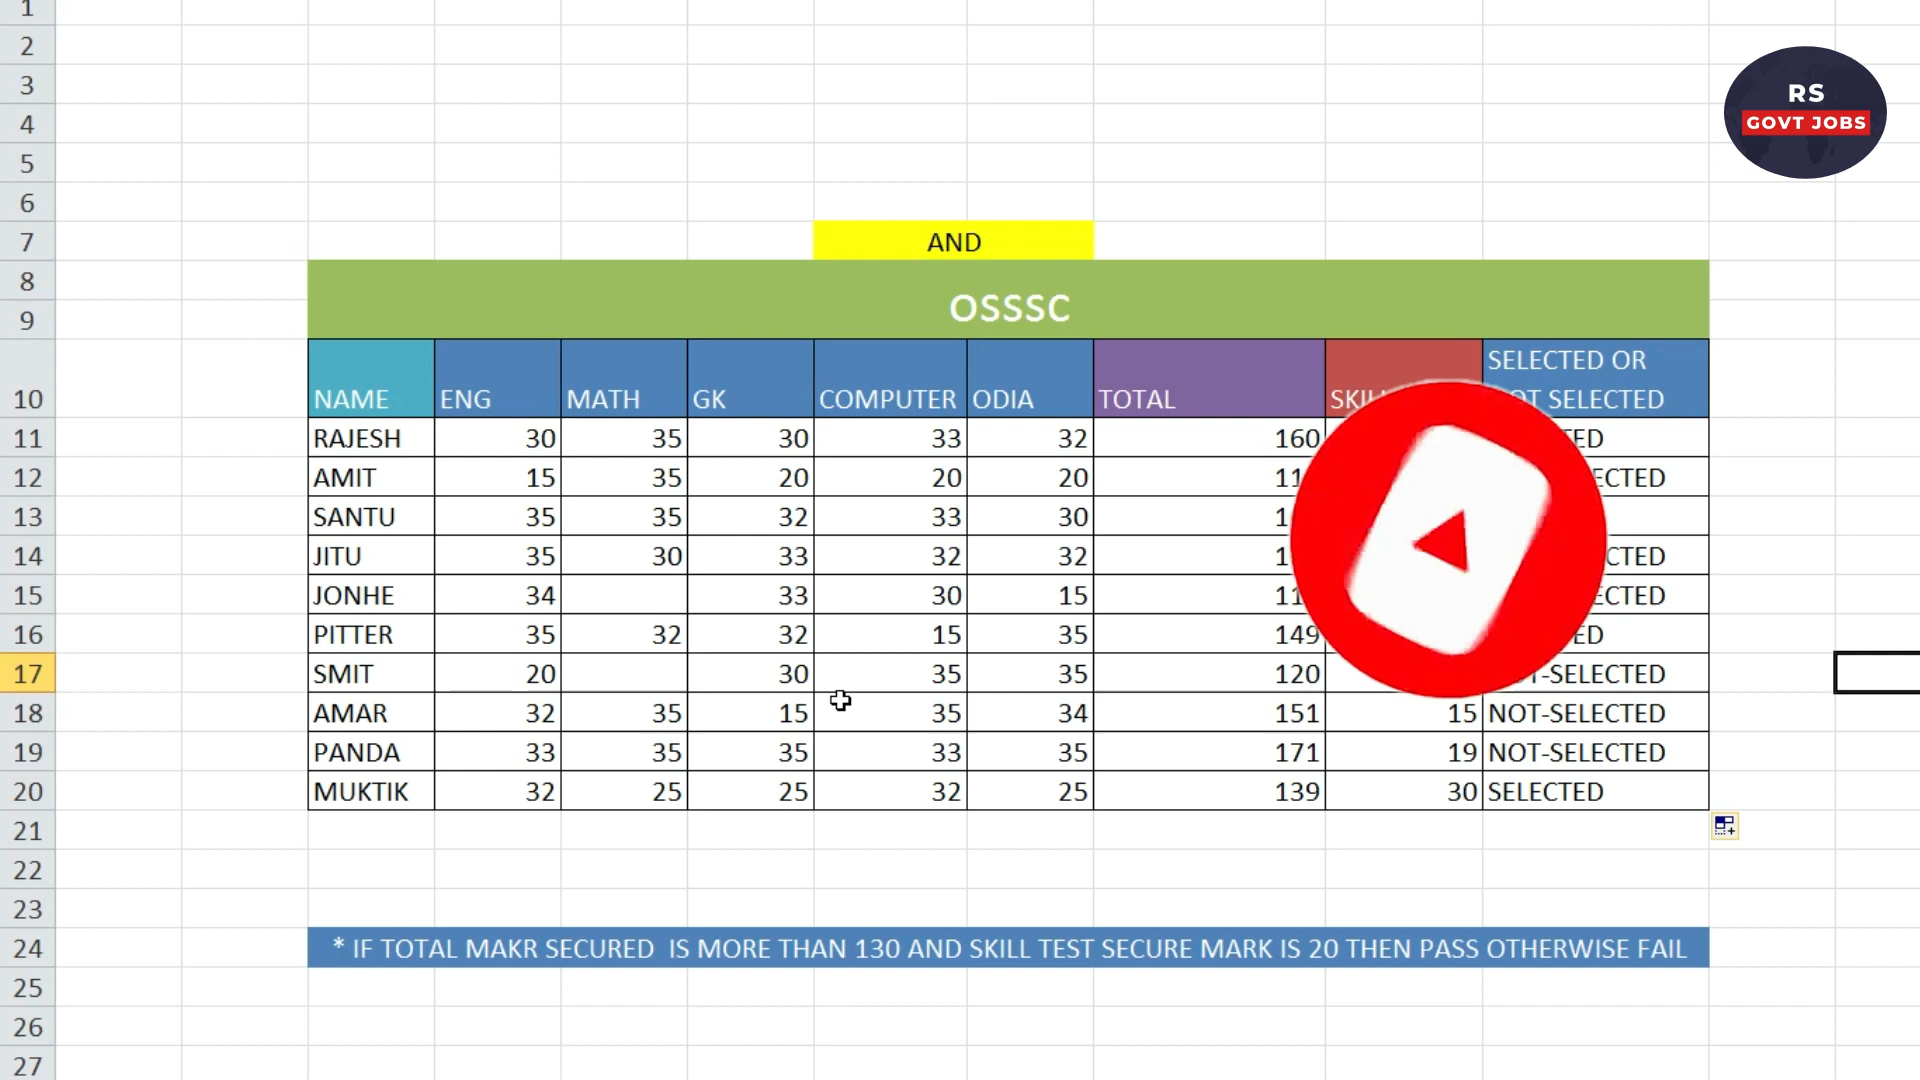 1
2
3
4
5
6
7
8
9
10
11
12
13
14
15
16
17
18
19
20
21
22
23
24
25
26
27
RS
GOVT JOBS
AND
OSSSC
NAME ENG MATH GK COMPUTER ODIA TOTAL SELECTED OR SELECTED
RAJESH 30 35 30 33 32 160
AMIT 15 35 20 20 20
SANTU 35 35 32 33 30
JITU 35 30 33 32 32
JONHE 34 33 30 15
PITTER 35 32 32 15 35 149
SMIT 20 30 35 35 120
AMAR 32 35 15 35 34 151 15 NOT-SELECTED
PANDA 33 35 35 33 35 171 19 NOT-SELECTED
MUKTIK 32 25 25 32 25 139 30 SELECTED
* IF TOTAL MAKR SECURED IS MORE THAN 130 AND SKILL TEST SECURE MARK IS 20 THEN PASS OTHERWISE FAIL